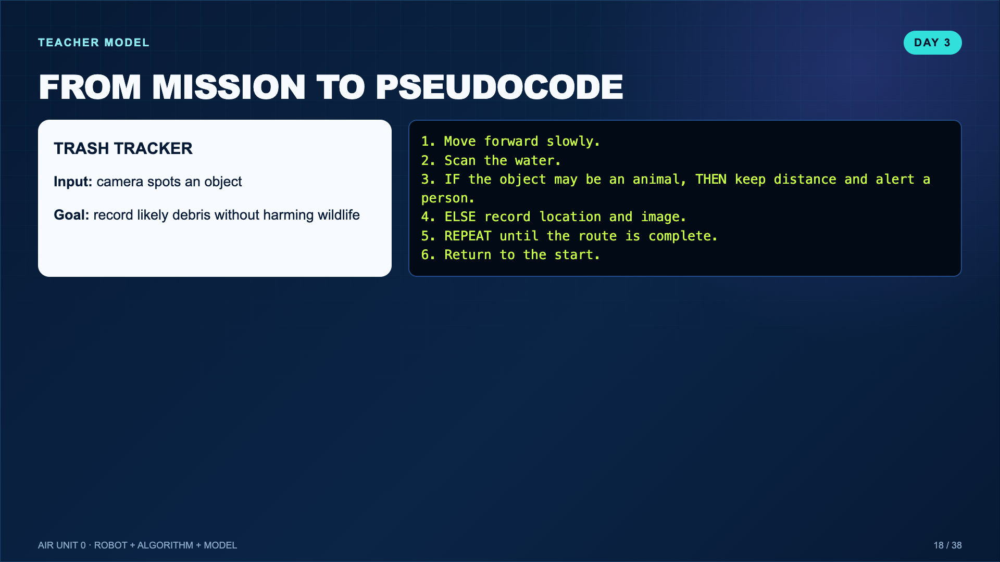 TEACHER MODEL
DAY 3
FROM MISSION TO PSEUDOCODE
TRASH TRACKER
Input: camera spots an object
Goal: record likely debris without harming wildlife
1. Move forward slowly.
2. Scan the water.
3. IF the object may be an animal, THEN keep distance and alert a
person.
4. ELSE record location and image.
5. REPEAT until the route is complete.
6. Return to the start.
AIR UNIT 0 · ROBOT + ALGORITHM + MODEL
18 / 38